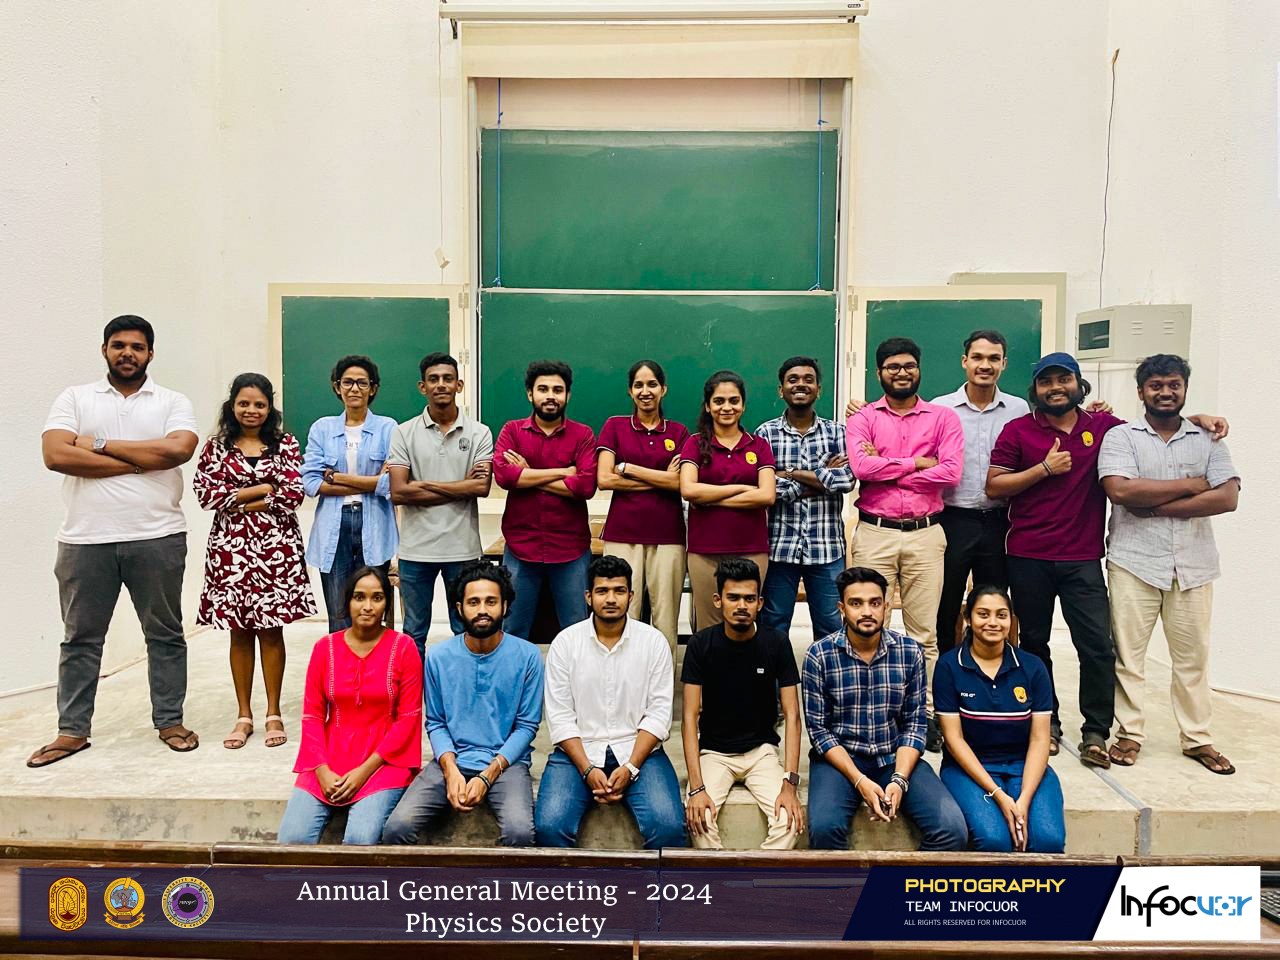 Annual General Meeting - 2024
Physics Society
PHOTOGRAPHY
TEAM INFOCUOR
ALL RIGHTS RESERVED FOR INFOCUOR
Infocuor